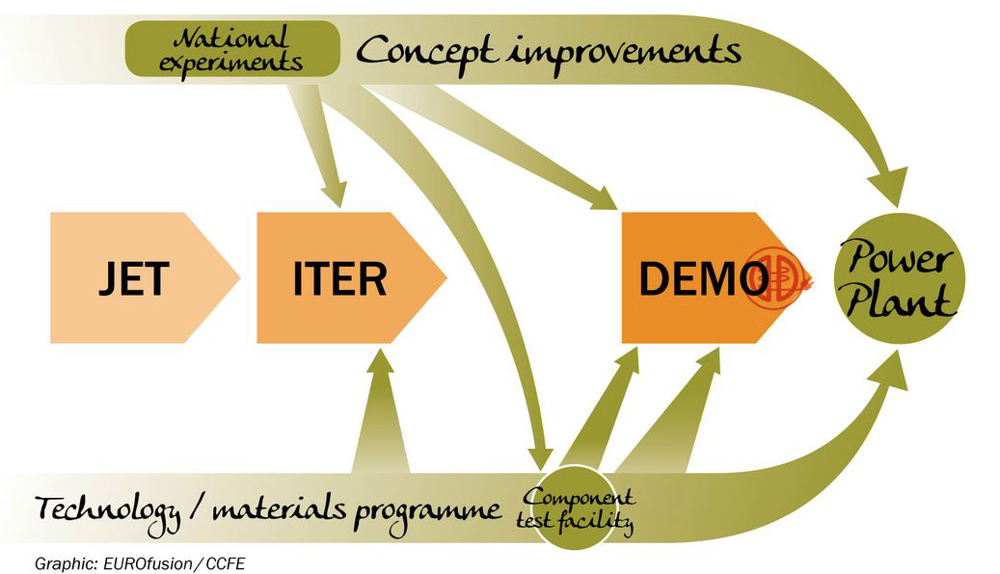 National
experiments
Concept improvements
JET
ITER
DEMO
Power
Plant
Technology / materials programme
Component
test facility
Graphic: EUROfusion / CCFE